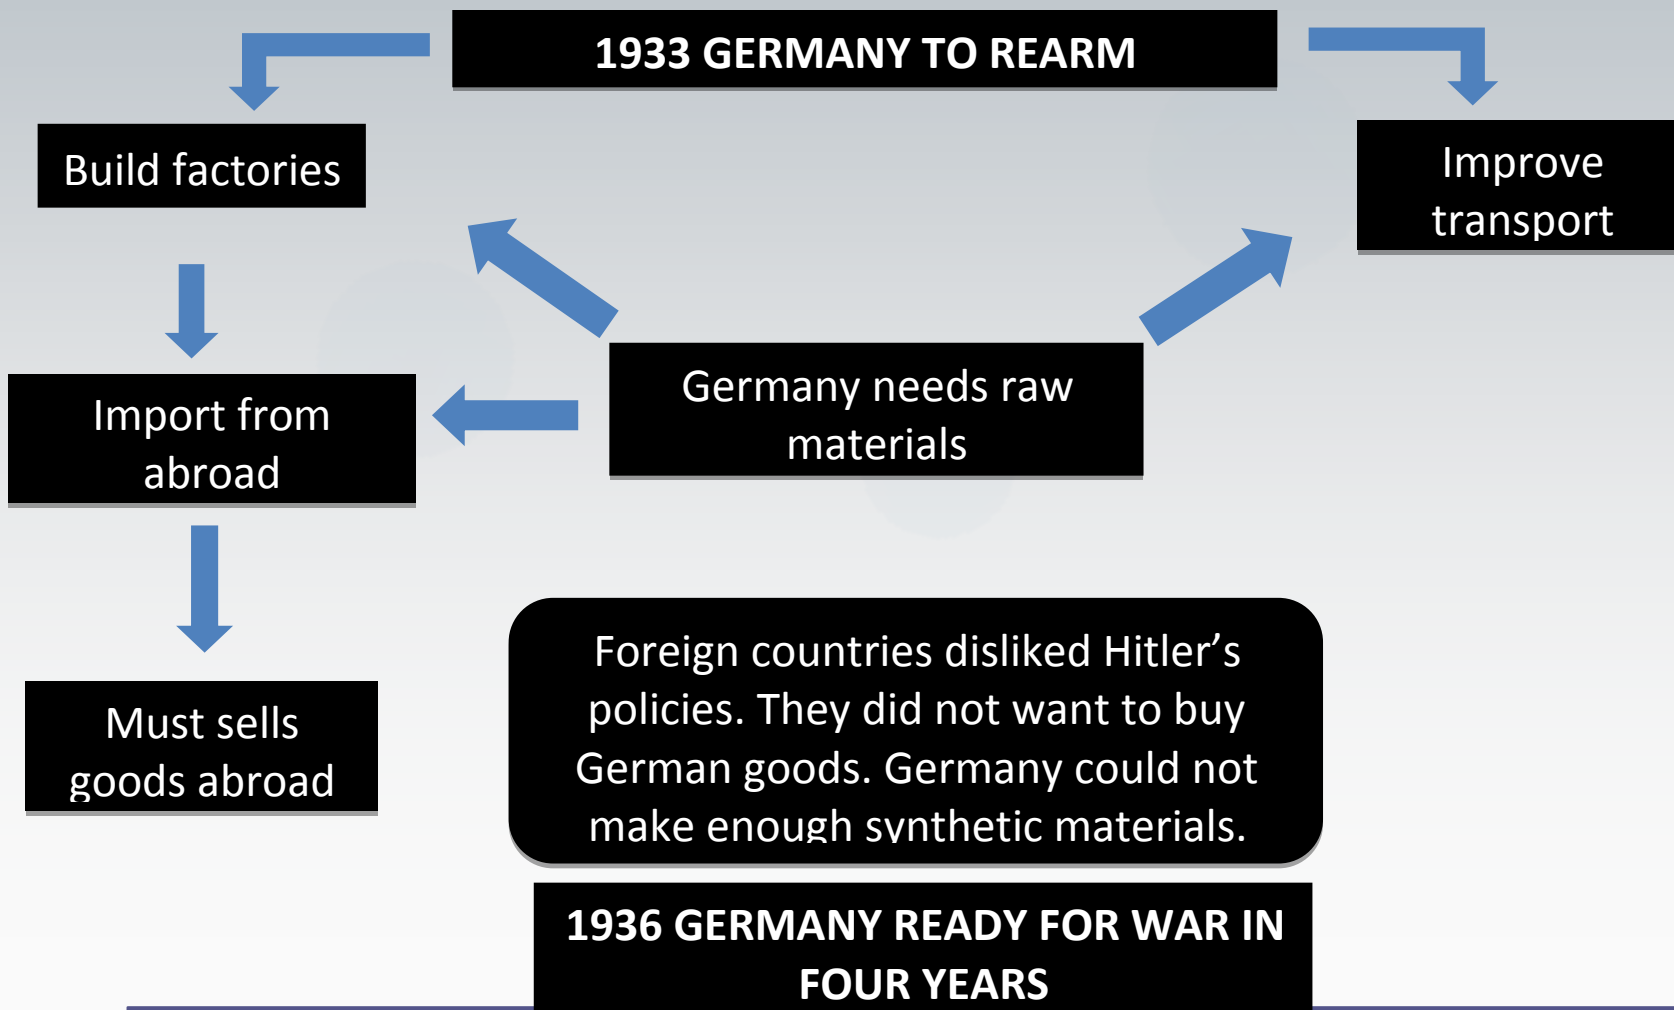 1933 GERMANY TO REARM
Build factories
Improve
transport
Germany needs raw
materials
Import from
abroad
Must sells
goods abroad
Foreign countries disliked Hitler’s
policies. They did not want to buy
German goods. Germany could not
make enough synthetic materials.
1936 GERMANY READY FOR WAR IN
FOUR YEARS